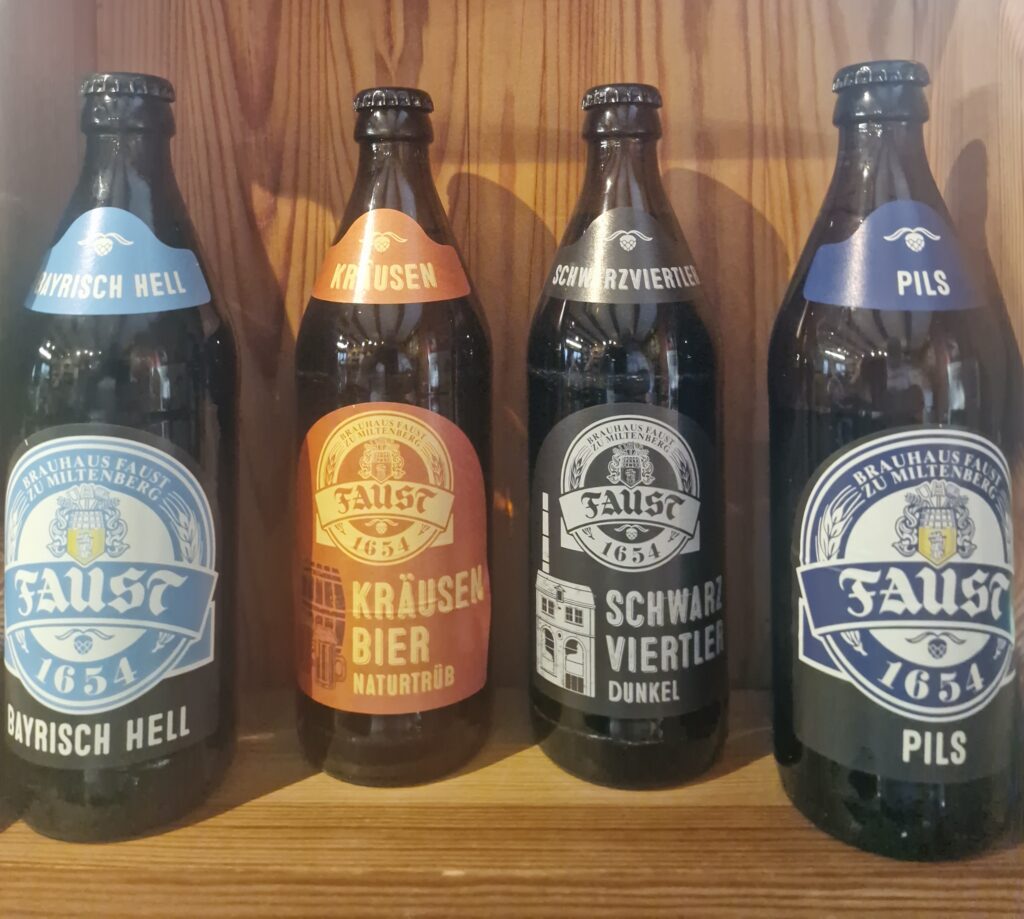 BAYRISCH HELL
BRAUHAUS FAUST
ZU MILTENBERG
FAUST
1654
BAYRISCH HELL
KRÄUSEN
BRAUHAUS FAUST
ZU MILTENBERG
FAUST
1654
KRÄUSEN
BIER
NATURTRÜB
SCHWARZVIERTLER
BRAUHAUS FAUST
ZU MILTENBERG
FAUST
1654
SCHWARZ
VIERTLER
DUNKEL
PILS
BRAUHAUS FAUST
ZU MILTENBERG
FAUST
1654
PILS